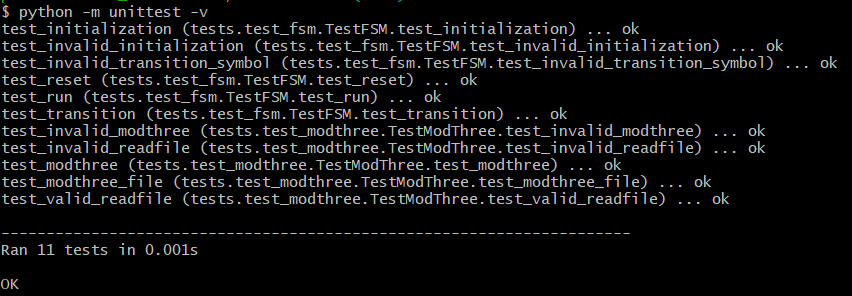 $ python -m unittest -v
test_initialization (tests.test_fsm.TestFSM.test_initialization) ... ok
test_invalid_initialization (tests.test_fsm.TestFSM.test_invalid_initialization) ... ok
test_invalid_transition_symbol (tests.test_fsm.TestFSM.test_invalid_transition_symbol) ... ok
test_reset (tests.test_fsm.TestFSM.test_reset) ... ok
test_run (tests.test_fsm.TestFSM.test_run) ... ok
test_transition (tests.test_fsm.TestFSM.test_transition) ... ok
test_invalid_modthree (tests.test_modthree.TestModThree.test_invalid_modthree) ... ok
test_invalid_readfile (tests.test_modthree.TestModThree.test_invalid_readfile) ... ok
test_modthree (tests.test_modthree.TestModThree.test_modthree) ... ok
test_modthree_file (tests.test_modthree.TestModThree.test_modthree_file) ... ok
test_valid_readfile (tests.test_modthree.TestModThree.test_valid_readfile) ... ok
----------------------------------------------------------------------
Ran 11 tests in 0.001s
OK